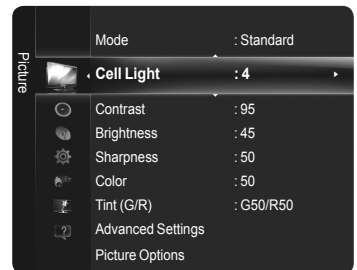 Picture
Mode : Standard
Cell Light : 4
Contrast : 95
Brightness : 45
Sharpness : 50
Color : 50
Tint (G/R) : G50/R50
Advanced Settings
Picture Options